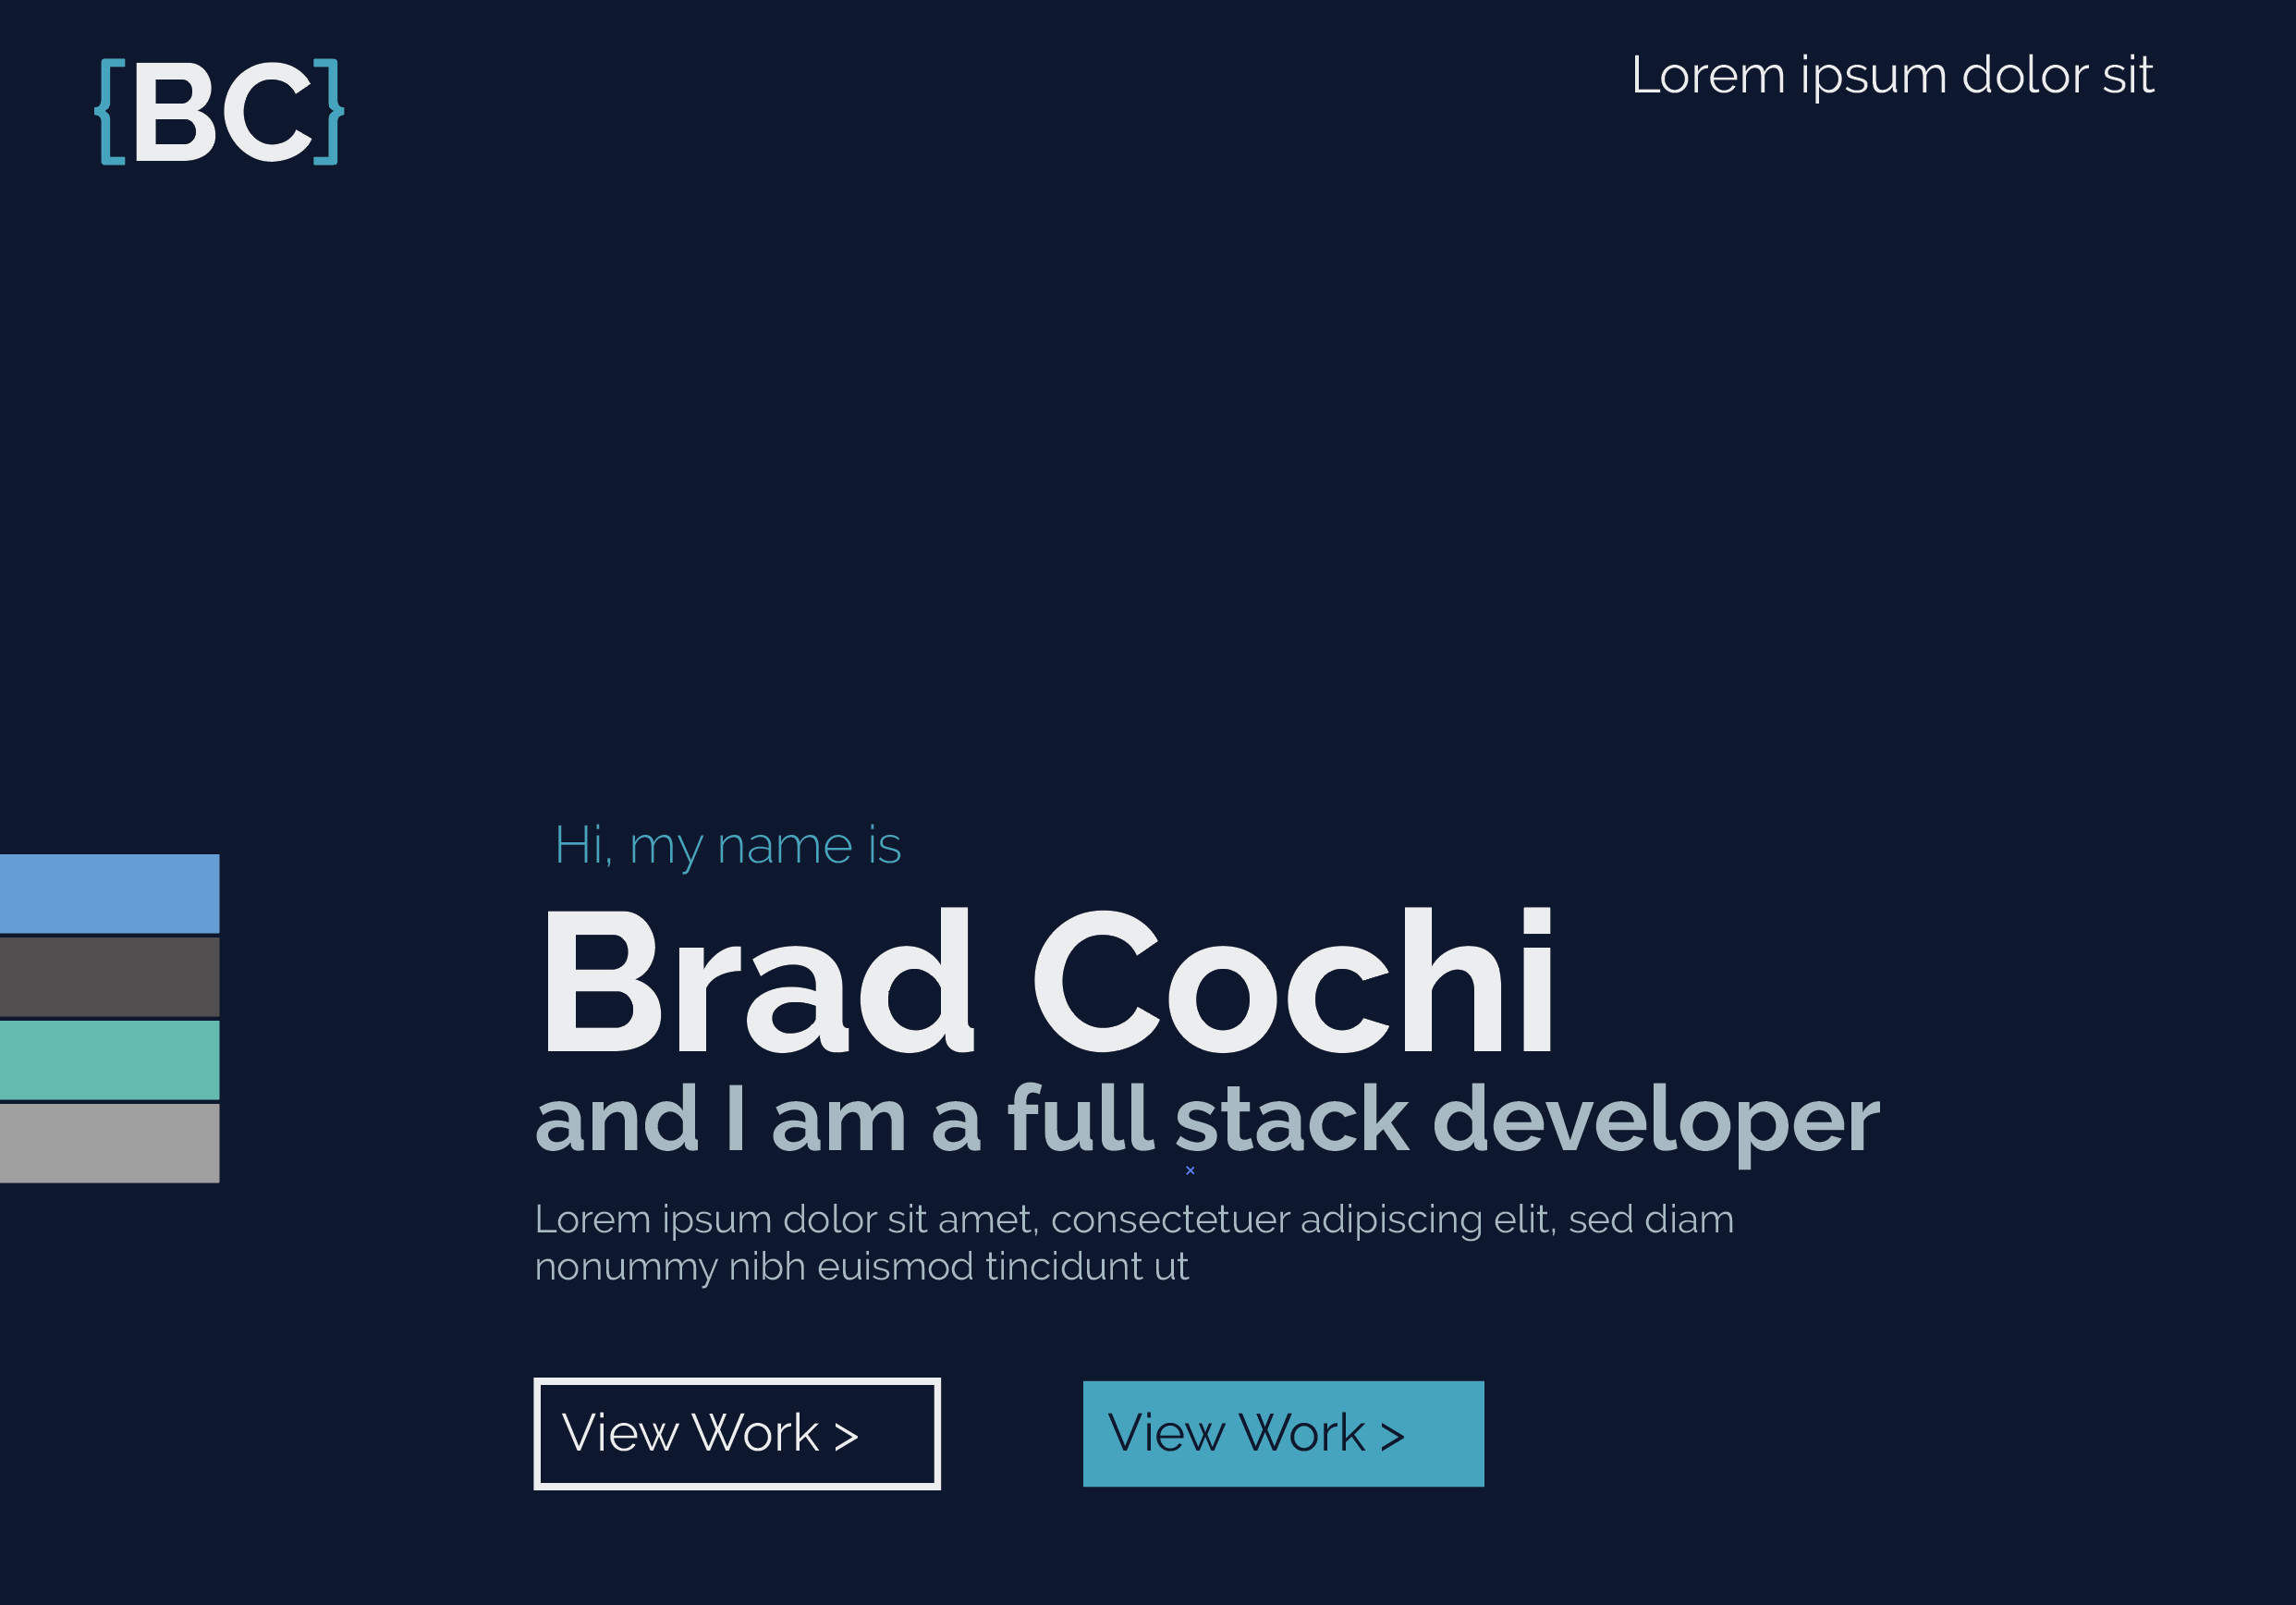 {BC}
Lorem ipsum dolor sit
Hi, my name is
Brad Cochi
and I am a full stack developer
Lorem ipsum dolor sit amet, consectetuer adipiscing elit, sed diam
nonummy nibh euismod tincidunt ut
View Work >
View Work >